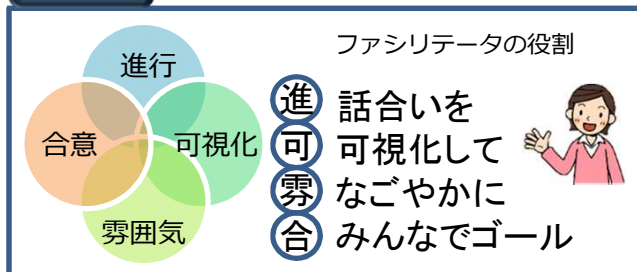 ファシリテータの役割
進行
合意
可視化
雰囲気
進 話合いを
可 可視化して
雰 なごやかに
合 みんなでゴール